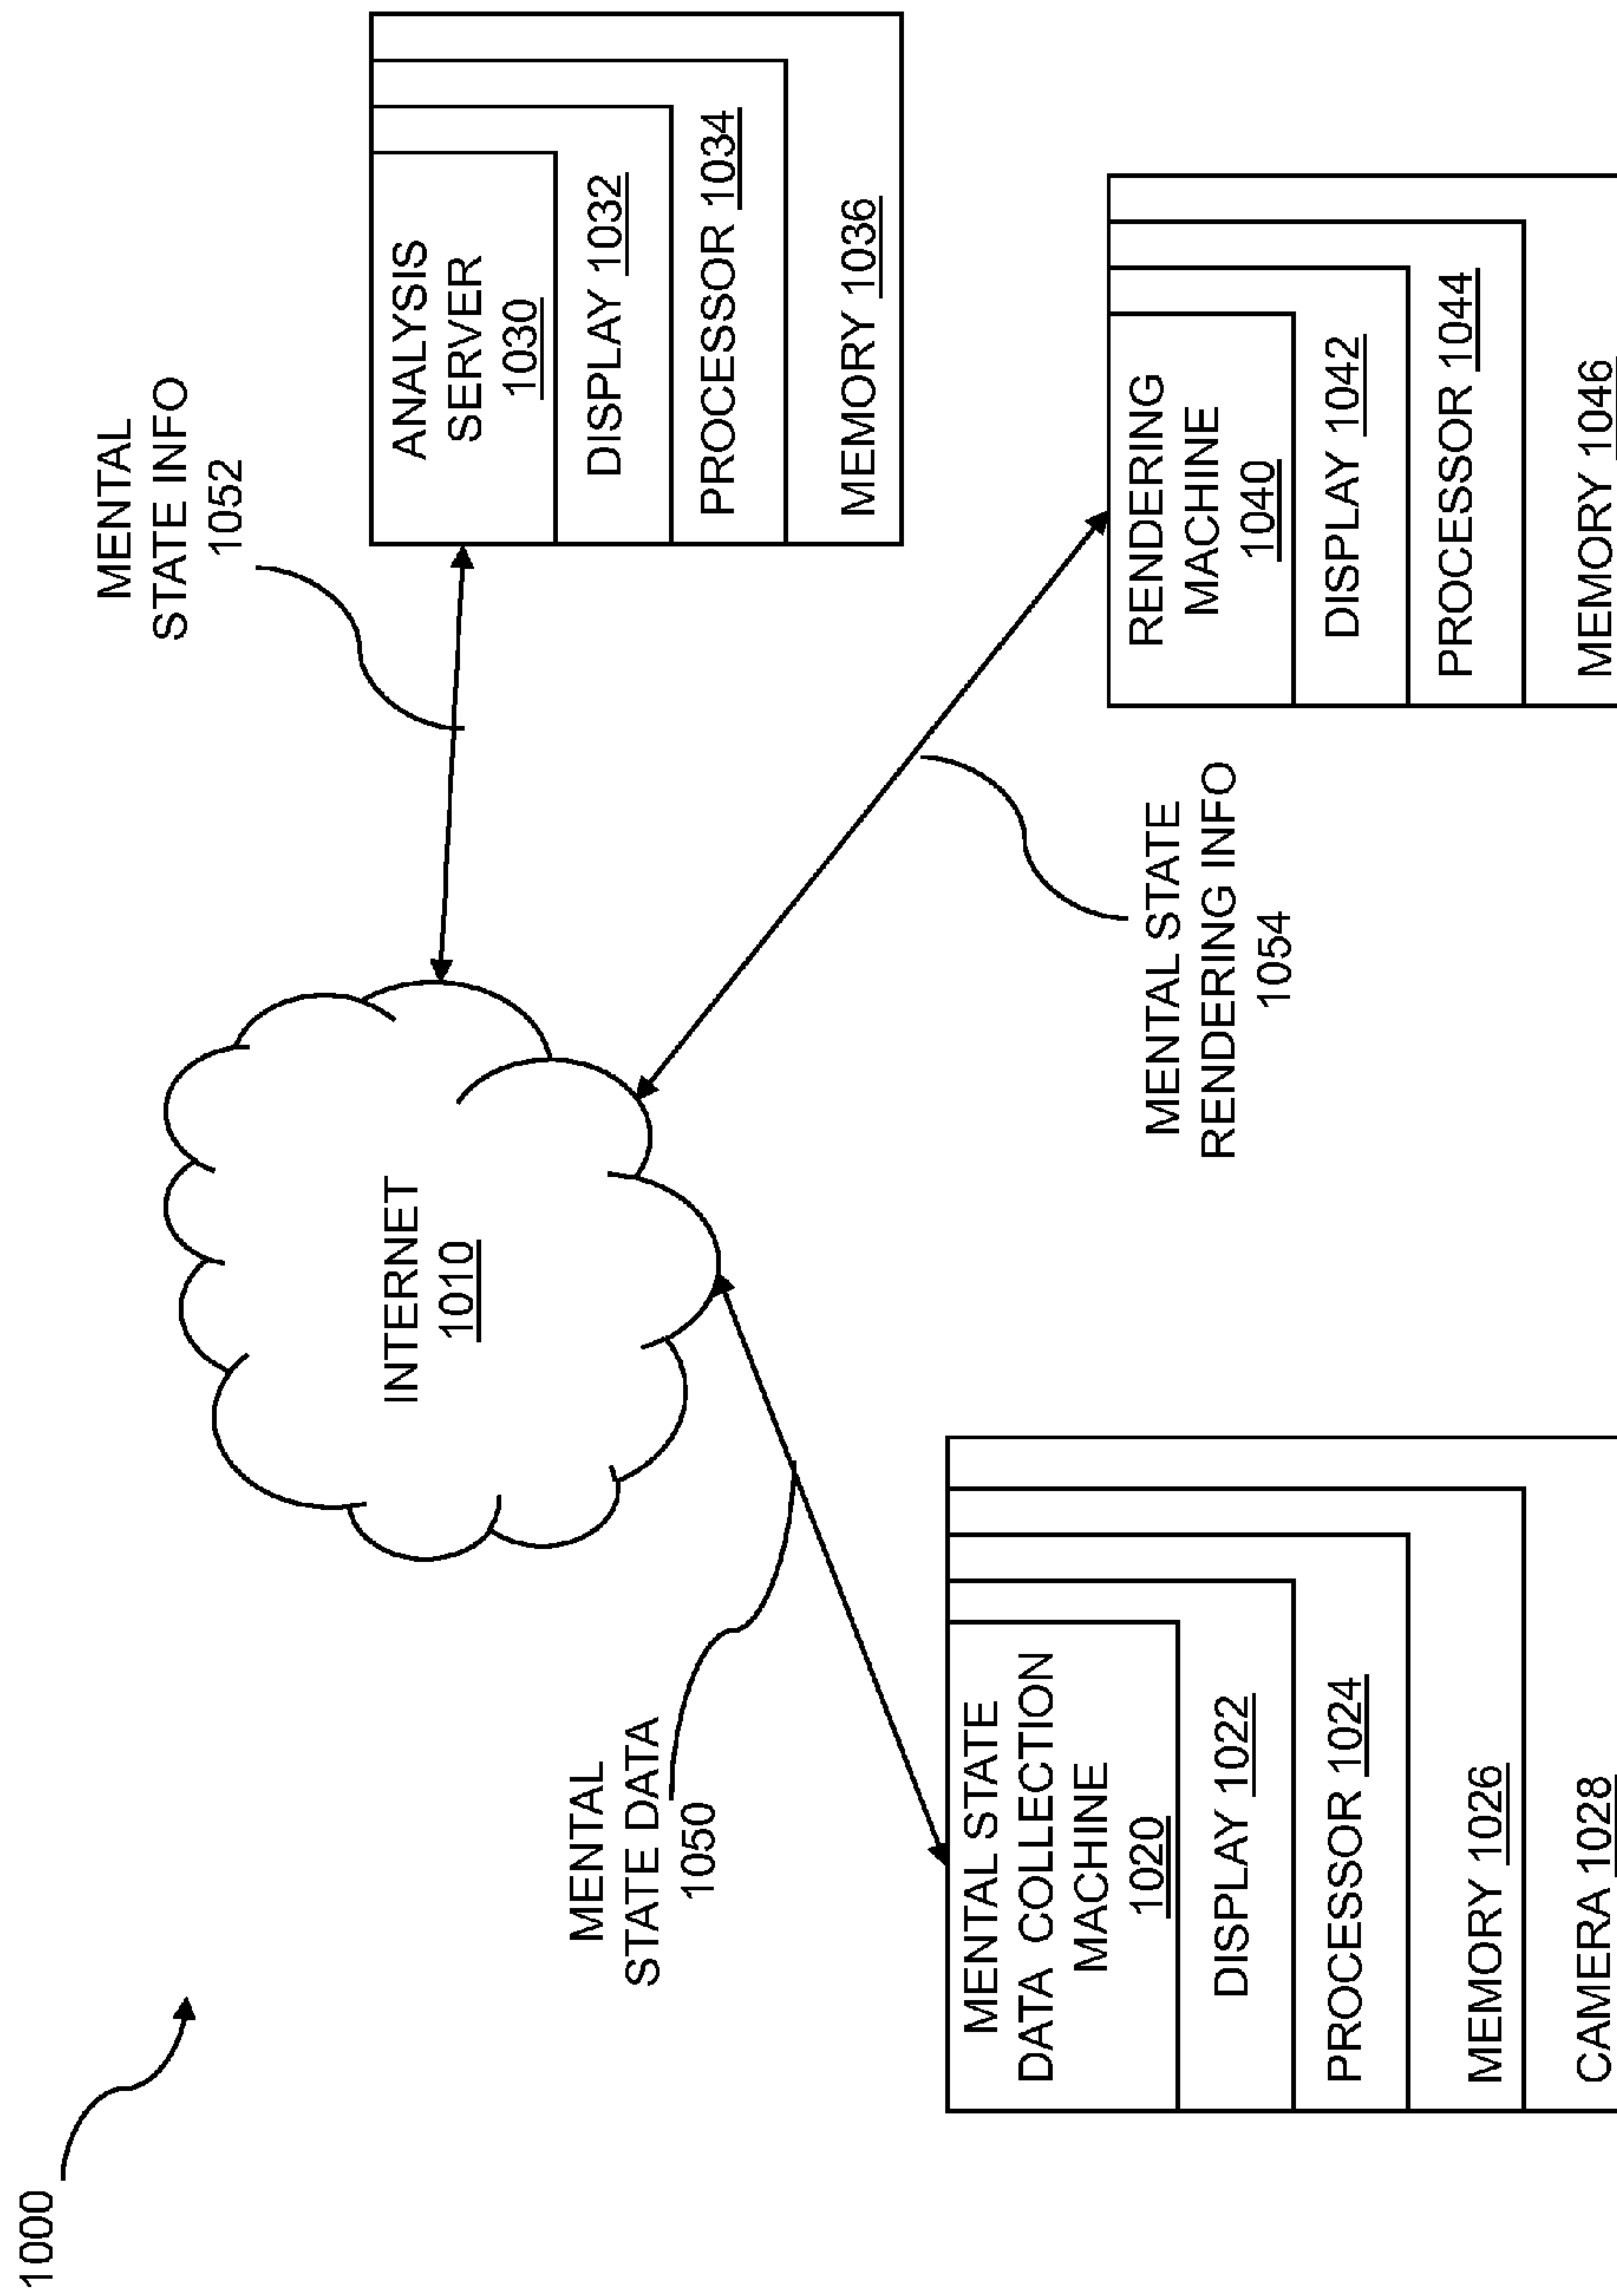 1000
INTERNET
1010
MENTAL
STATE INFO
1052
ANALYSIS
SERVER
1030
DISPLAY 1032
PROCESSOR 1034
MEMORY 1036
MENTAL
STATE DATA
1050
MENTAL STATE
DATA COLLECTION
MACHINE
1020
DISPLAY 1022
PROCESSOR 1024
MEMORY 1026
CAMERA 1028
MENTAL STATE
RENDERING INFO
1054
RENDERING
MACHINE
1040
DISPLAY 1042
PROCESSOR 1044
MEMORY 1046